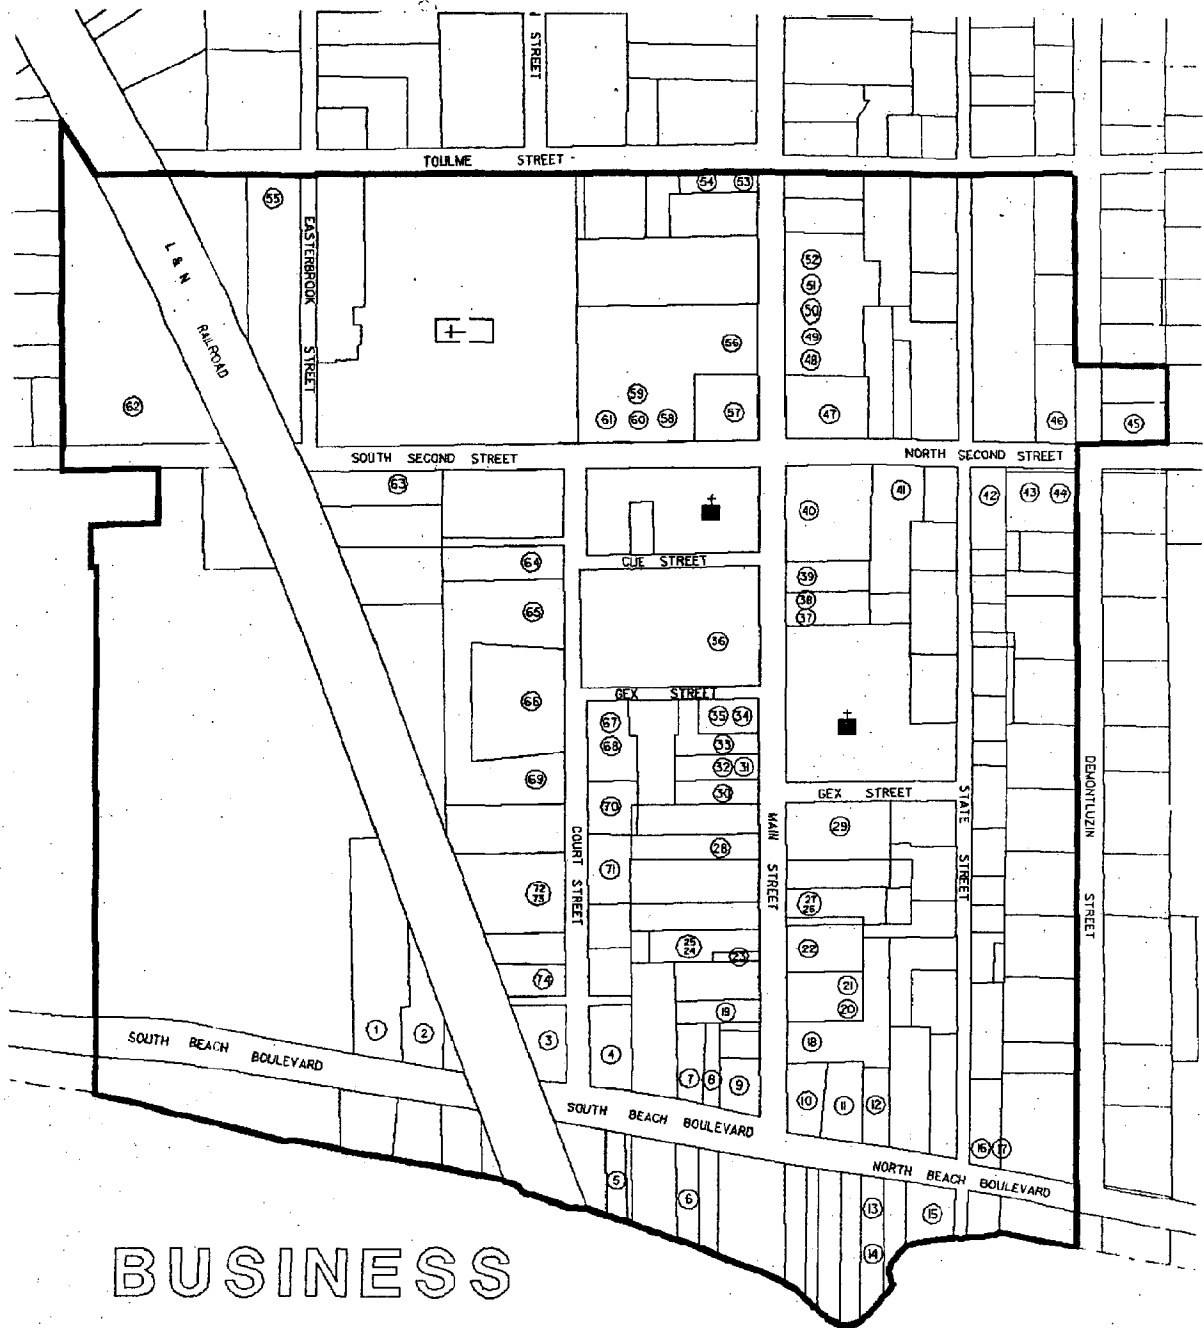 STREET
TOULME STREET
54 53
55
EASTERBROOK STREET
L & N RAILROAD
52
51
50
49
48
56
59
61 60 58 57
47
46
45
62
SOUTH SECOND STREET
NORTH SECOND STREET
63
40
41
42
43 44
CUE STREET
64
39
38
37
65
36
GEX STREET
66
67
68
35 34
33
32 31
30
69
70
GEX STREET
STATE STREET
DEMONTLUZIN STREET
29
28
MAIN STREET
COURT STREET
71
72
73
27
26
25
24
23
22
74
21
20
19
18
1
2
3
4
SOUTH BEACH BOULEVARD
7 8 9
10 11 12
SOUTH BEACH BOULEVARD
16 17
NORTH BEACH BOULEVARD
5
6
13
14
15
BUSINESS